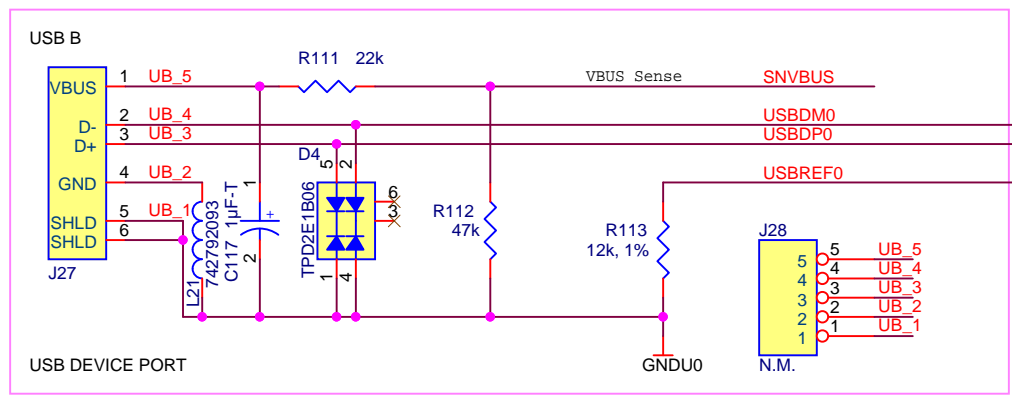 USB B
R111 22k
VBUS Sense SNVBUS
VBUS 1 UB_5
D- 2 UB_4 USBDM0
D+ 3 UB_3 USBDP0
D4
5 2
GND 4 UB_2 USBREF0
6
3
TPD2E1B06
1 4
SHLD 5 UB_1
SHLD 6
J27
L21
742792093
C117 1µF-T
1
+
2
R112
47k
R113
12k, 1%
J28
5 5 UB_5
4 4 UB_4
3 3 UB_3
2 2 UB_2
1 1 UB_1
N.M.
GNDU0
USB DEVICE PORT